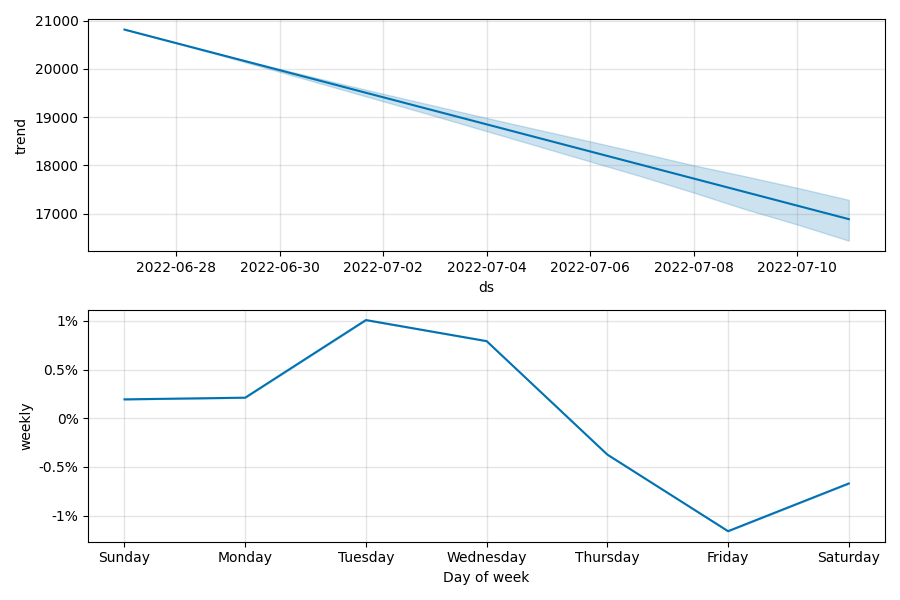 21000
20000
19000
18000
17000
trend
2022-06-28 2022-06-30 2022-07-02 2022-07-04 2022-07-06 2022-07-08 2022-07-10
ds
1%
0.5%
0%
-0.5%
-1%
weekly
Sunday Monday Tuesday Wednesday Thursday Friday Saturday
Day of week